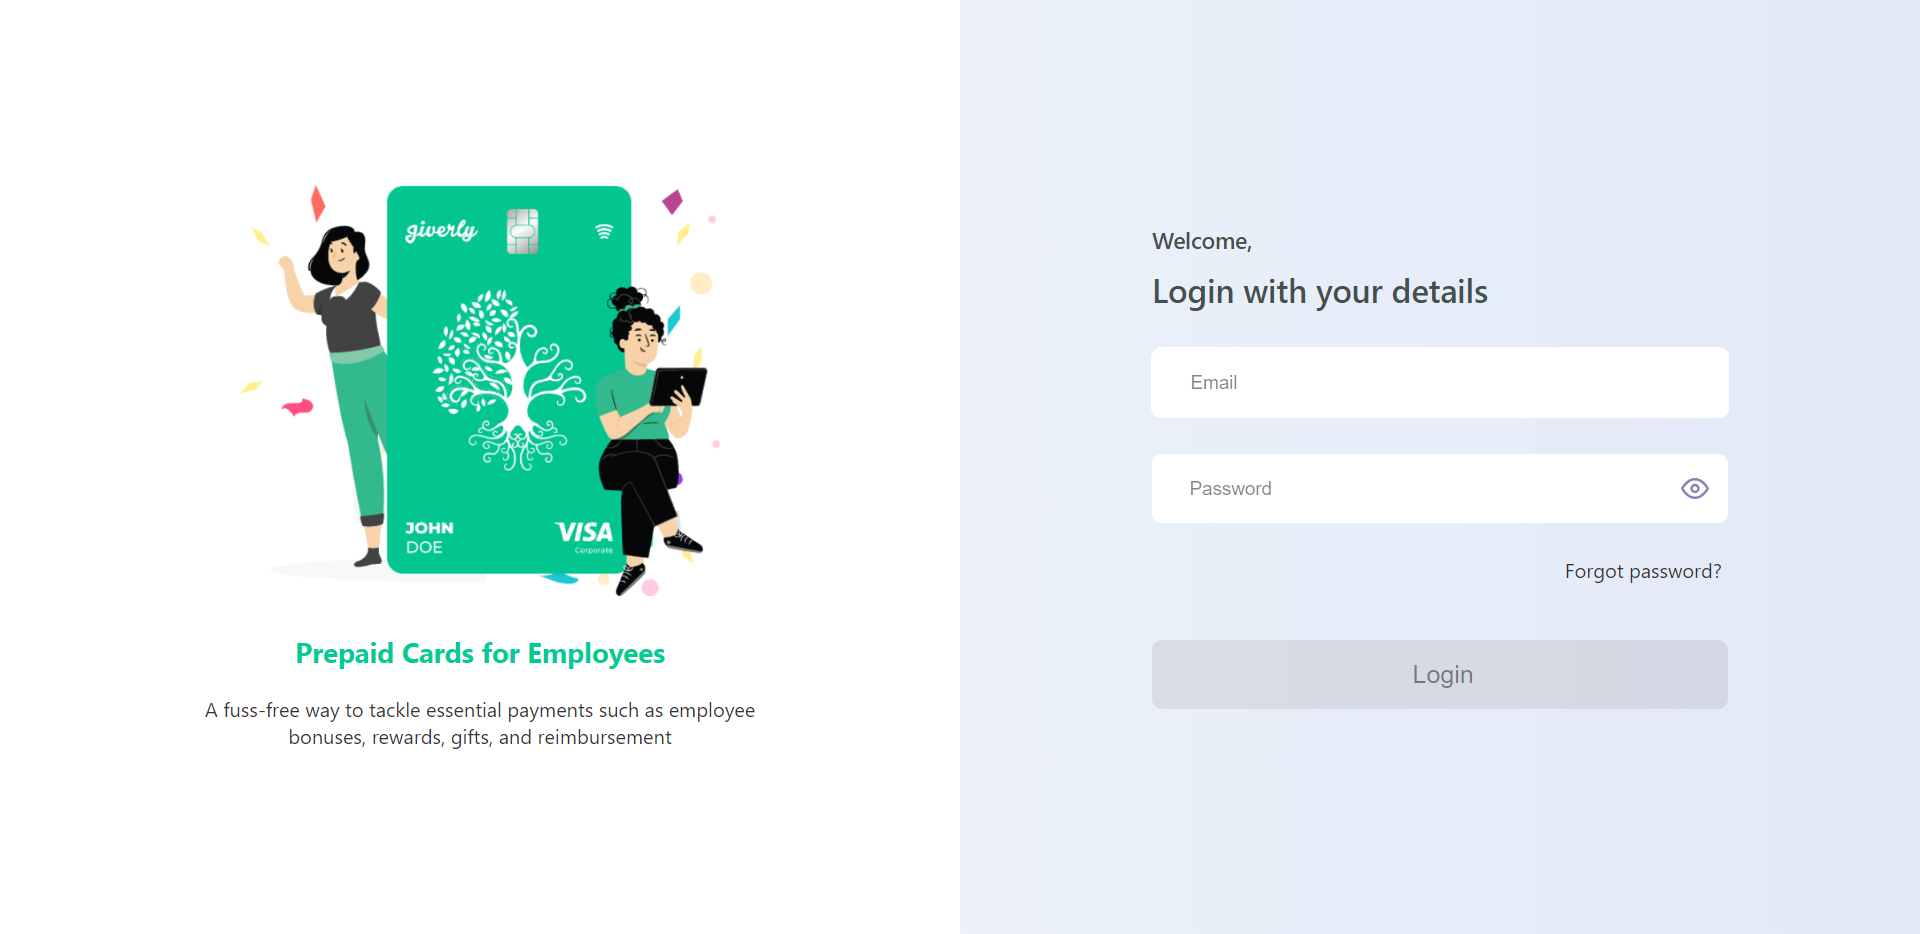 giverly
JOHN
DOE
VISA
Corporate
Prepaid Cards for Employees
A fuss-free way to tackle essential payments such as employee
bonuses, rewards, gifts, and reimbursement
Welcome,
Login with your details
Email
Password
Forgot password?
Login